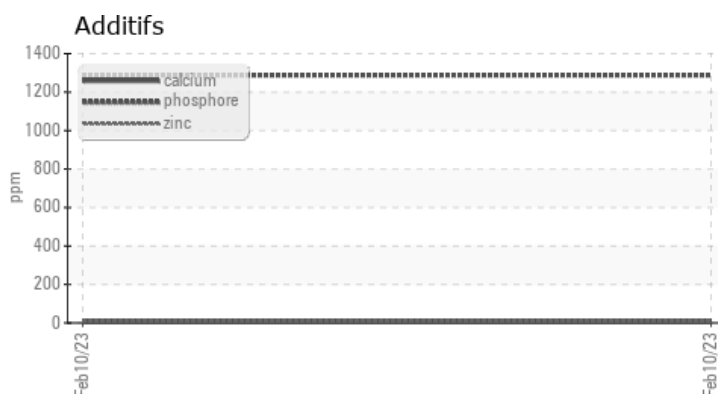 Additifs
1400
1200
1000
800
600
400
200
0
ppm
calcium
phosphore
zinc
Feb10/23
Feb10/23